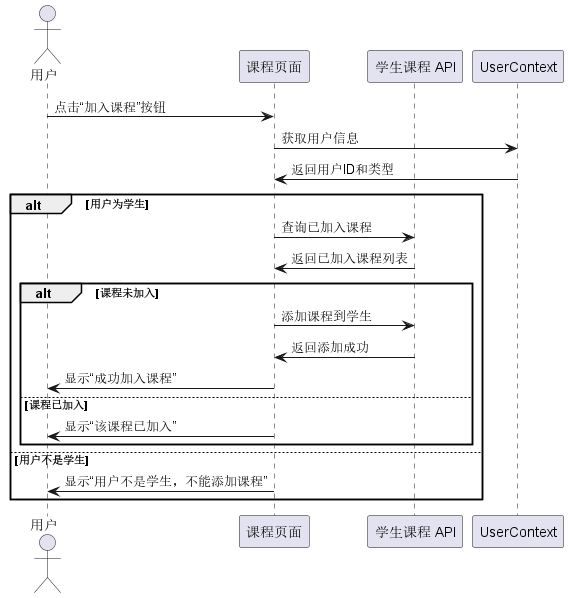 用户
课程页面
学生课程 API
UserContext
点击“加入课程”按钮
获取用户信息
返回用户ID和类型
alt [用户为学生]
查询已加入课程
返回已加入课程列表
alt [课程未加入]
添加课程到学生
返回添加成功
显示“成功加入课程”
[课程已加入]
显示“该课程已加入”
[用户不是学生]
显示“用户不是学生，不能添加课程”
用户
课程页面
学生课程 API
UserContext